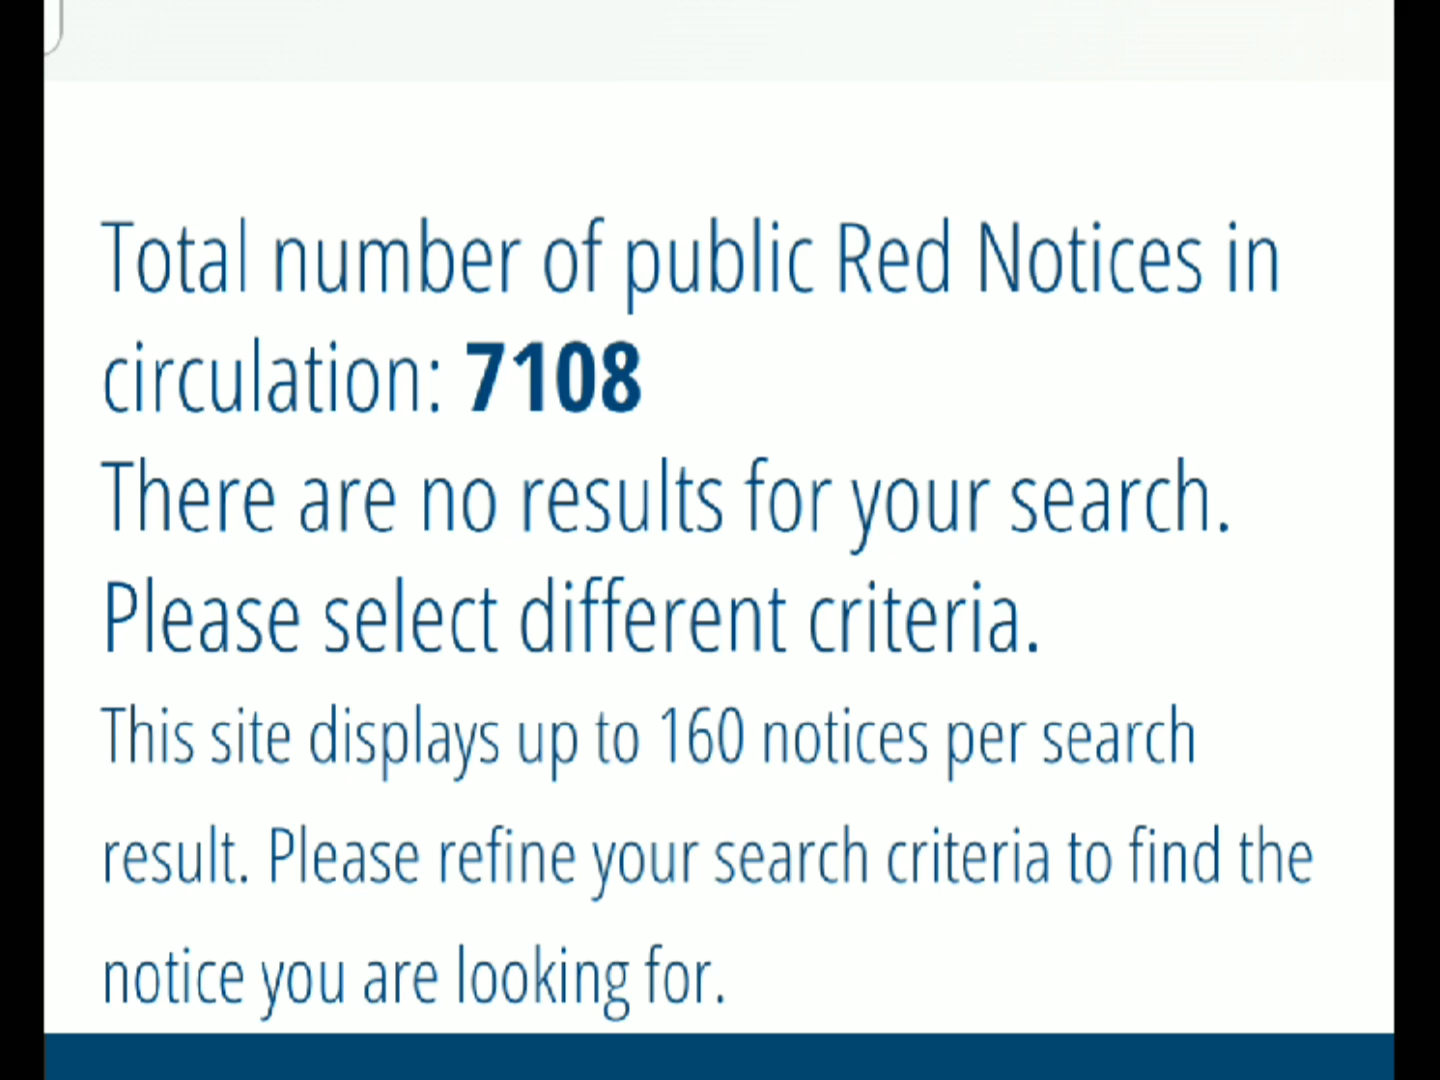 Total number of public Red Notices in
circulation: 7108
There are no results for your search.
Please select different criteria.
This site displays up to 160 notices per search
result. Please refine your search criteria to find the
notice you are looking for.